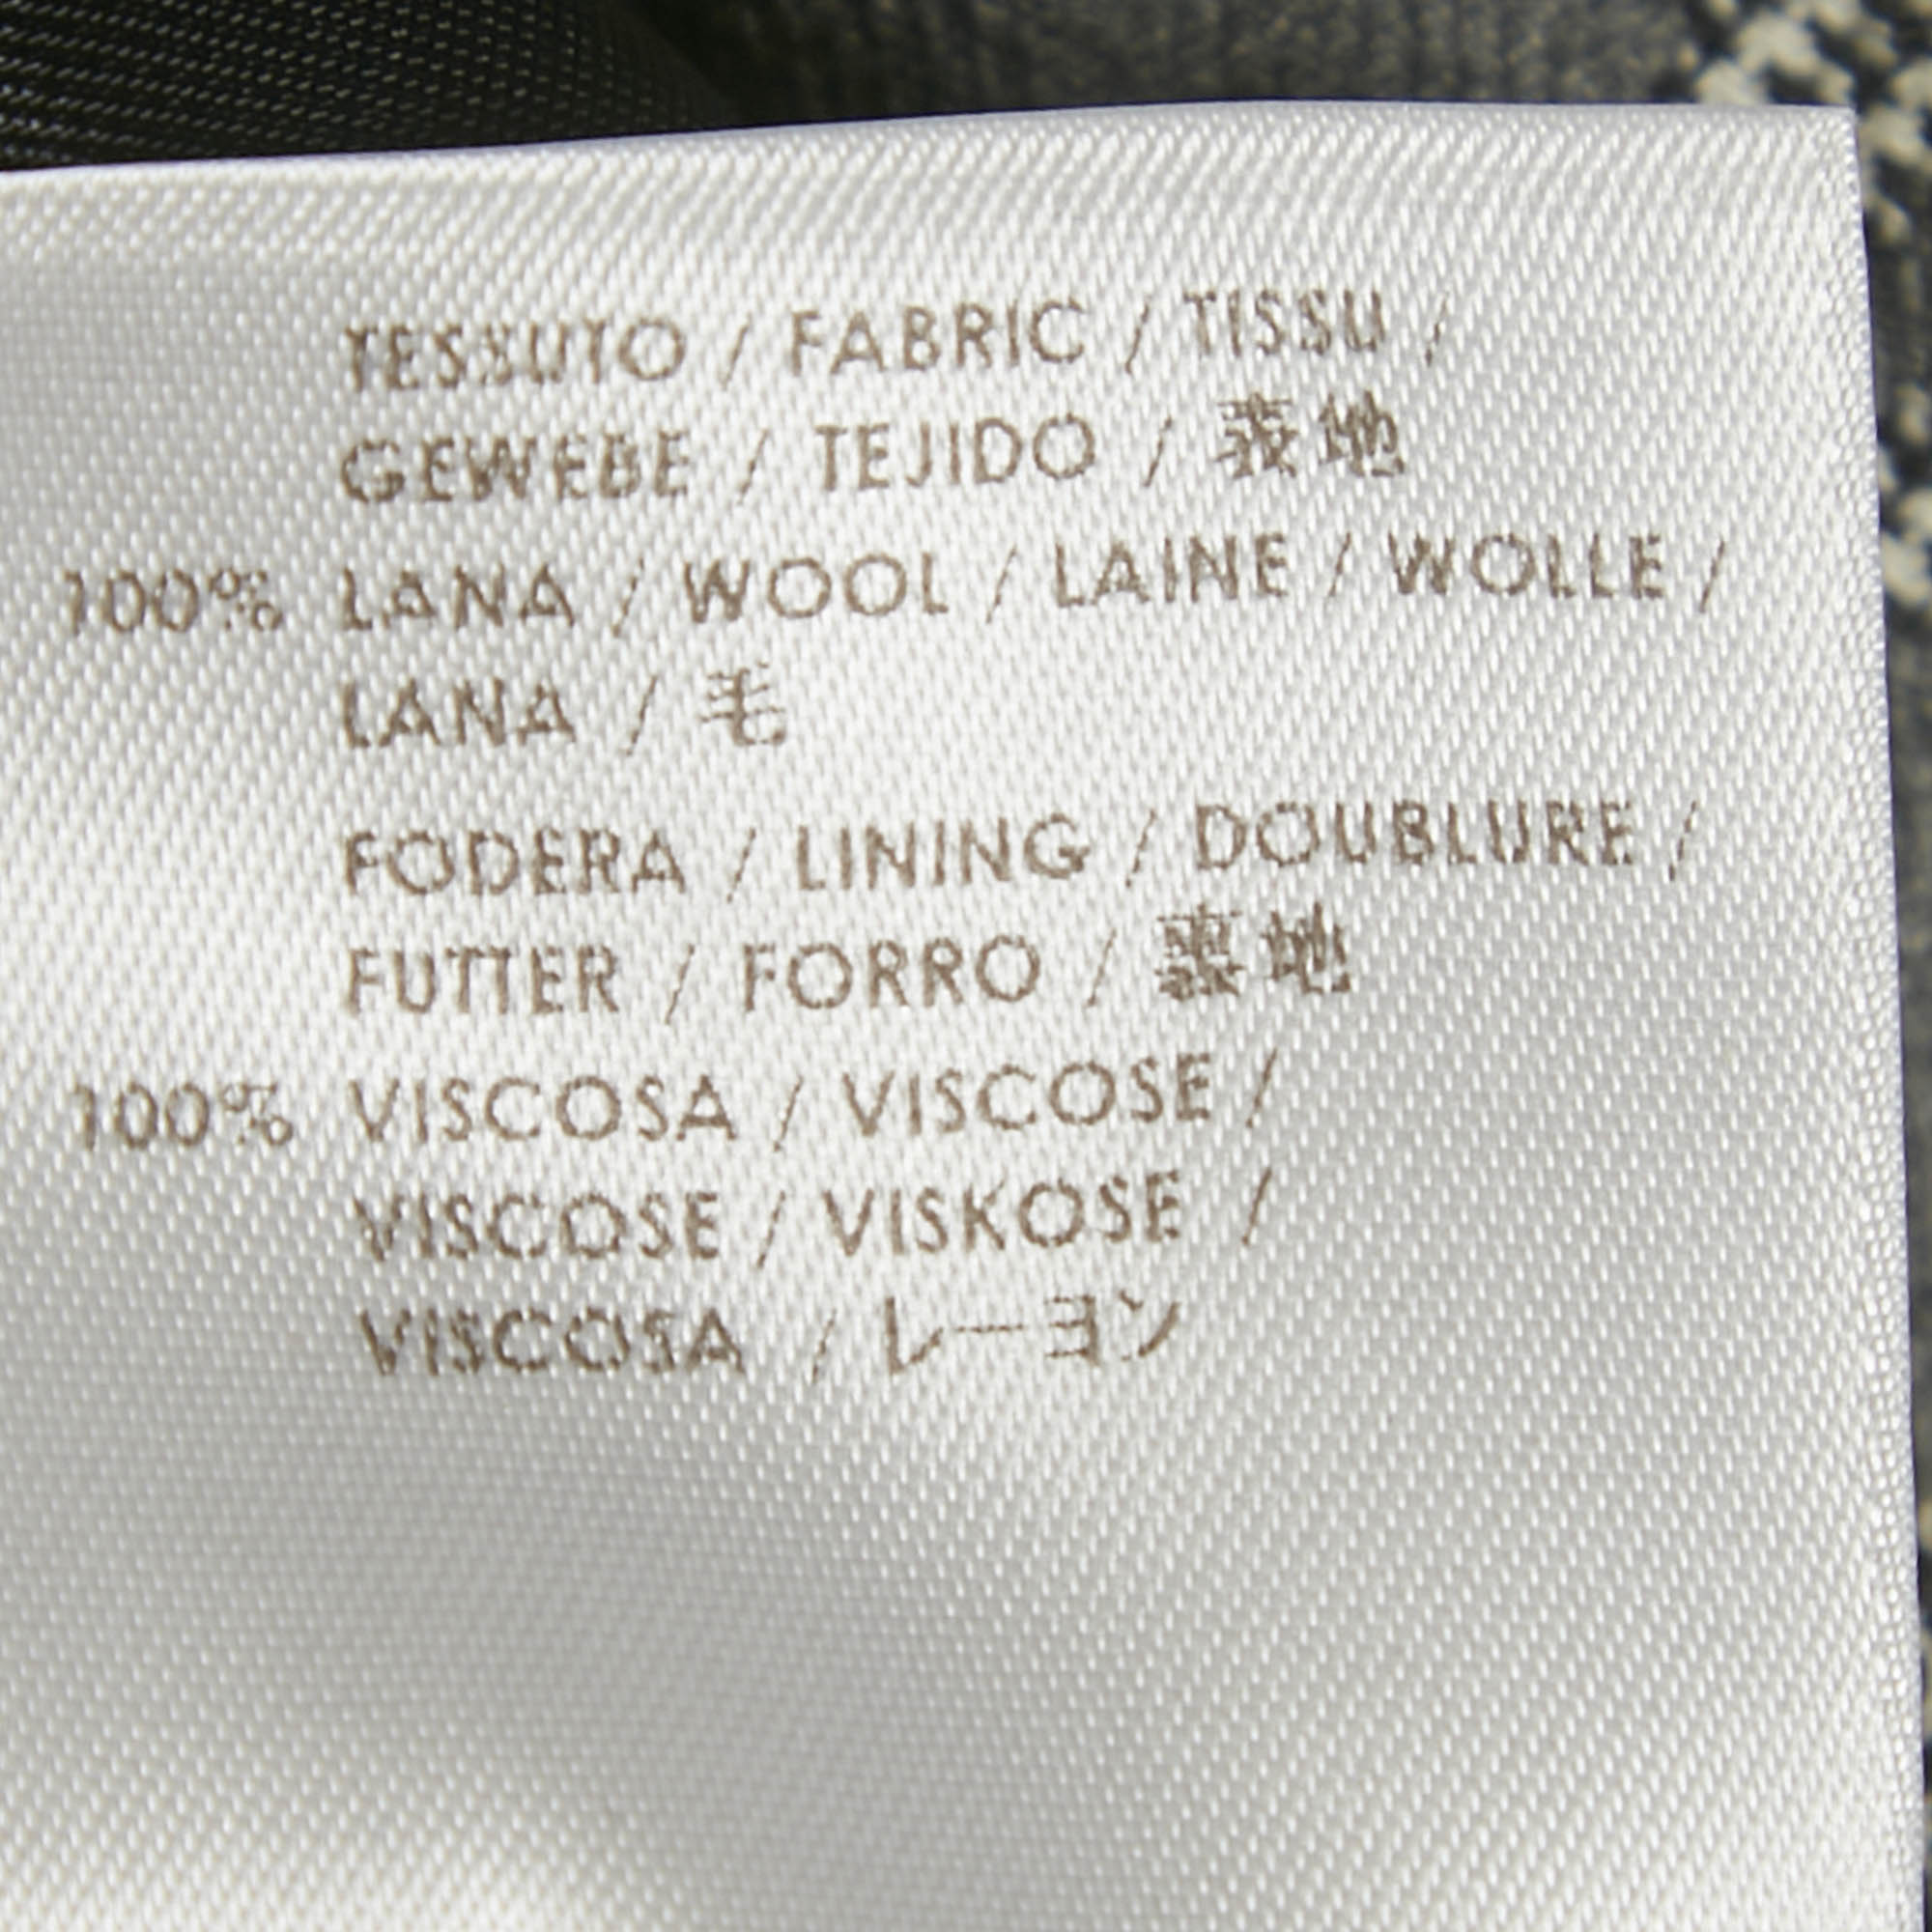 TESSUTO / FABRIC / TISSU /
GEWEBE / TEJIDO / 表地
100% LANA / WOOL / LAINE / WOLLE /
LANA / 毛
FODERA / LINING / DOUBLURE /
FUTTER / FORRO / 裏地
100% VISCOSA / VISCOSE /
VISCOSE / VISKOSE /
VISCOSA / レーヨン